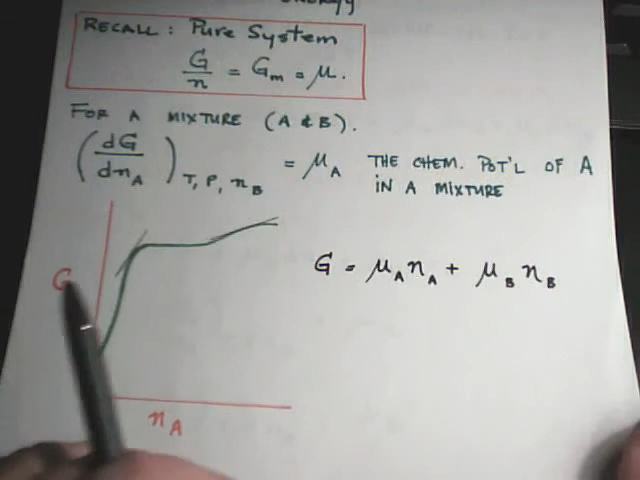 RECALL: Pure System
G/n = Gm = μ.
FOR A MIXTURE (A & B).
(dG/dnA)T, P, nB = μA THE CHEM. POT'L OF A
IN A MIXTURE
G = μAnA + μBnB
G
nA